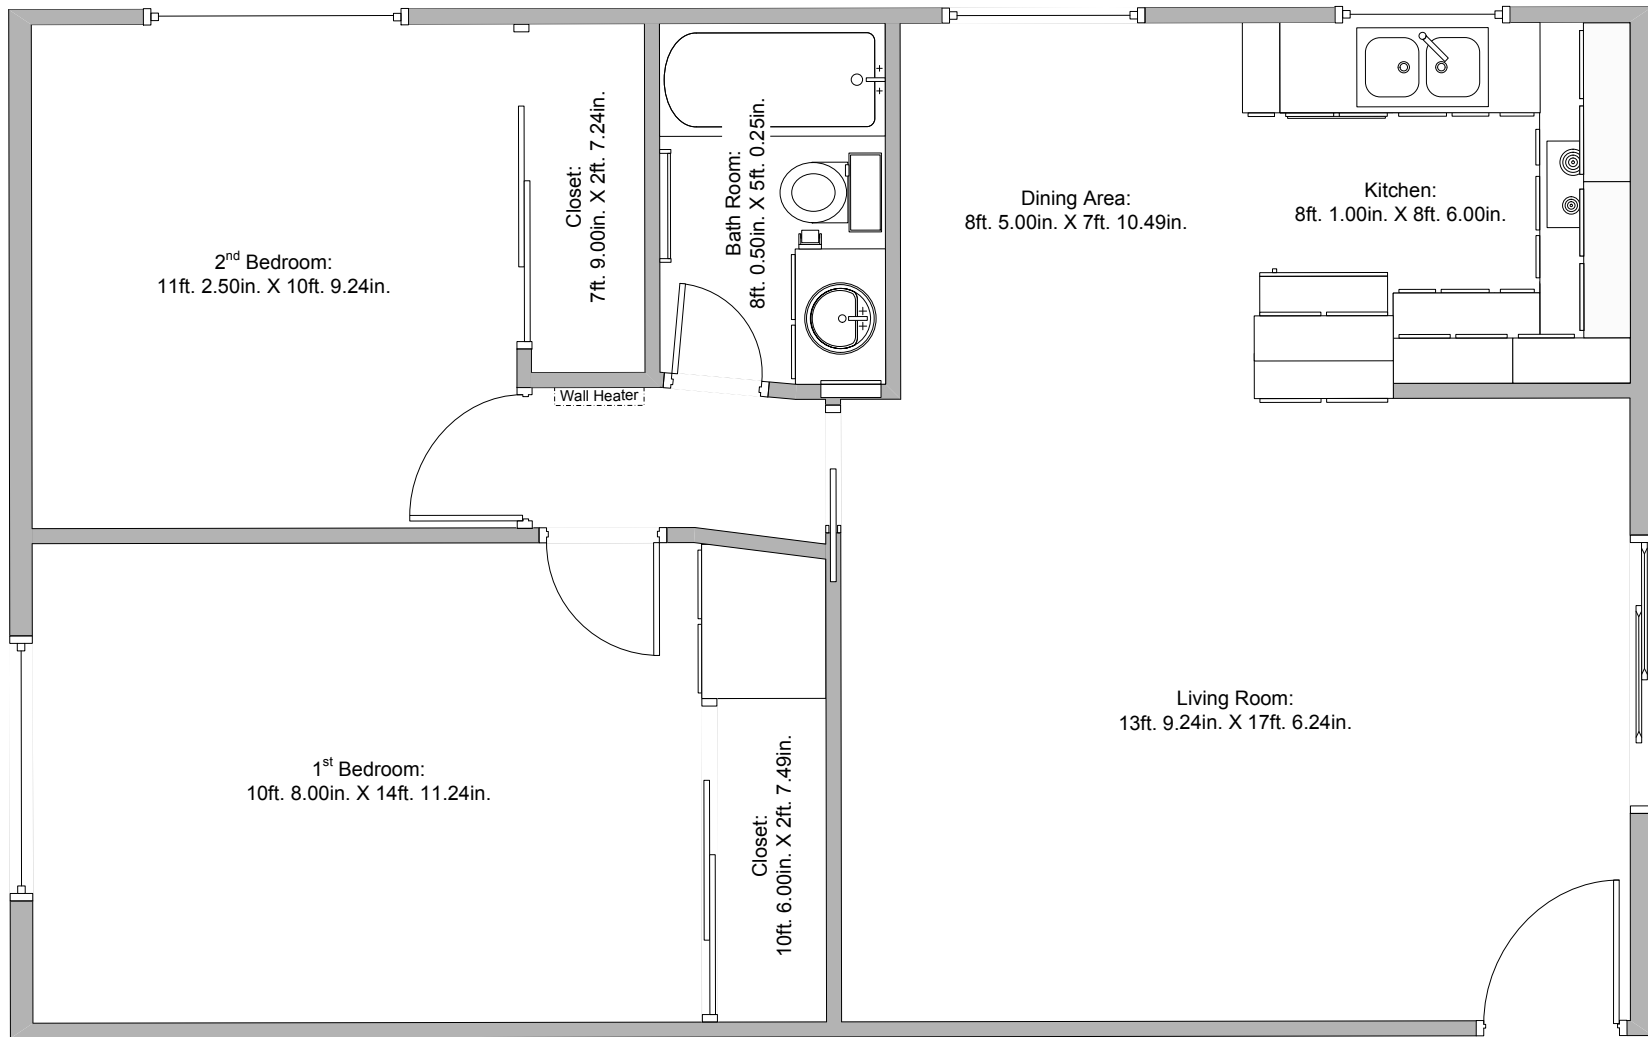 2nd Bedroom:
11ft. 2.50in. X 10ft. 9.24in.
Closet:
7ft. 9.00in. X 2ft. 7.24in.
Bath Room:
8ft. 0.50in. X 5ft. 0.25in.
Dining Area:
8ft. 5.00in. X 7ft. 10.49in.
Kitchen:
8ft. 1.00in. X 8ft. 6.00in.
Wall Heater
1st Bedroom:
10ft. 8.00in. X 14ft. 11.24in.
Closet:
10ft. 6.00in. X 2ft. 7.49in.
Living Room:
13ft. 9.24in. X 17ft. 6.24in.